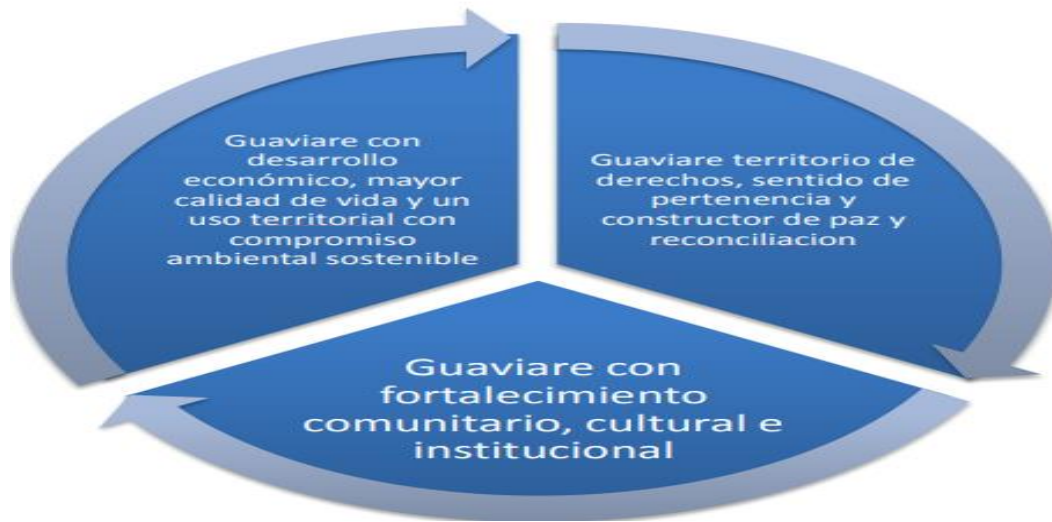 Guaviare con
desarrollo
económico, mayor
calidad de vida y un
uso territorial con
compromiso
ambiental sostenible
Guaviare territorio de
derechos, sentido de
pertenencia y
constructor de paz y
reconciliacion
Guaviare con
fortalecimiento
comunitario, cultural e
institucional